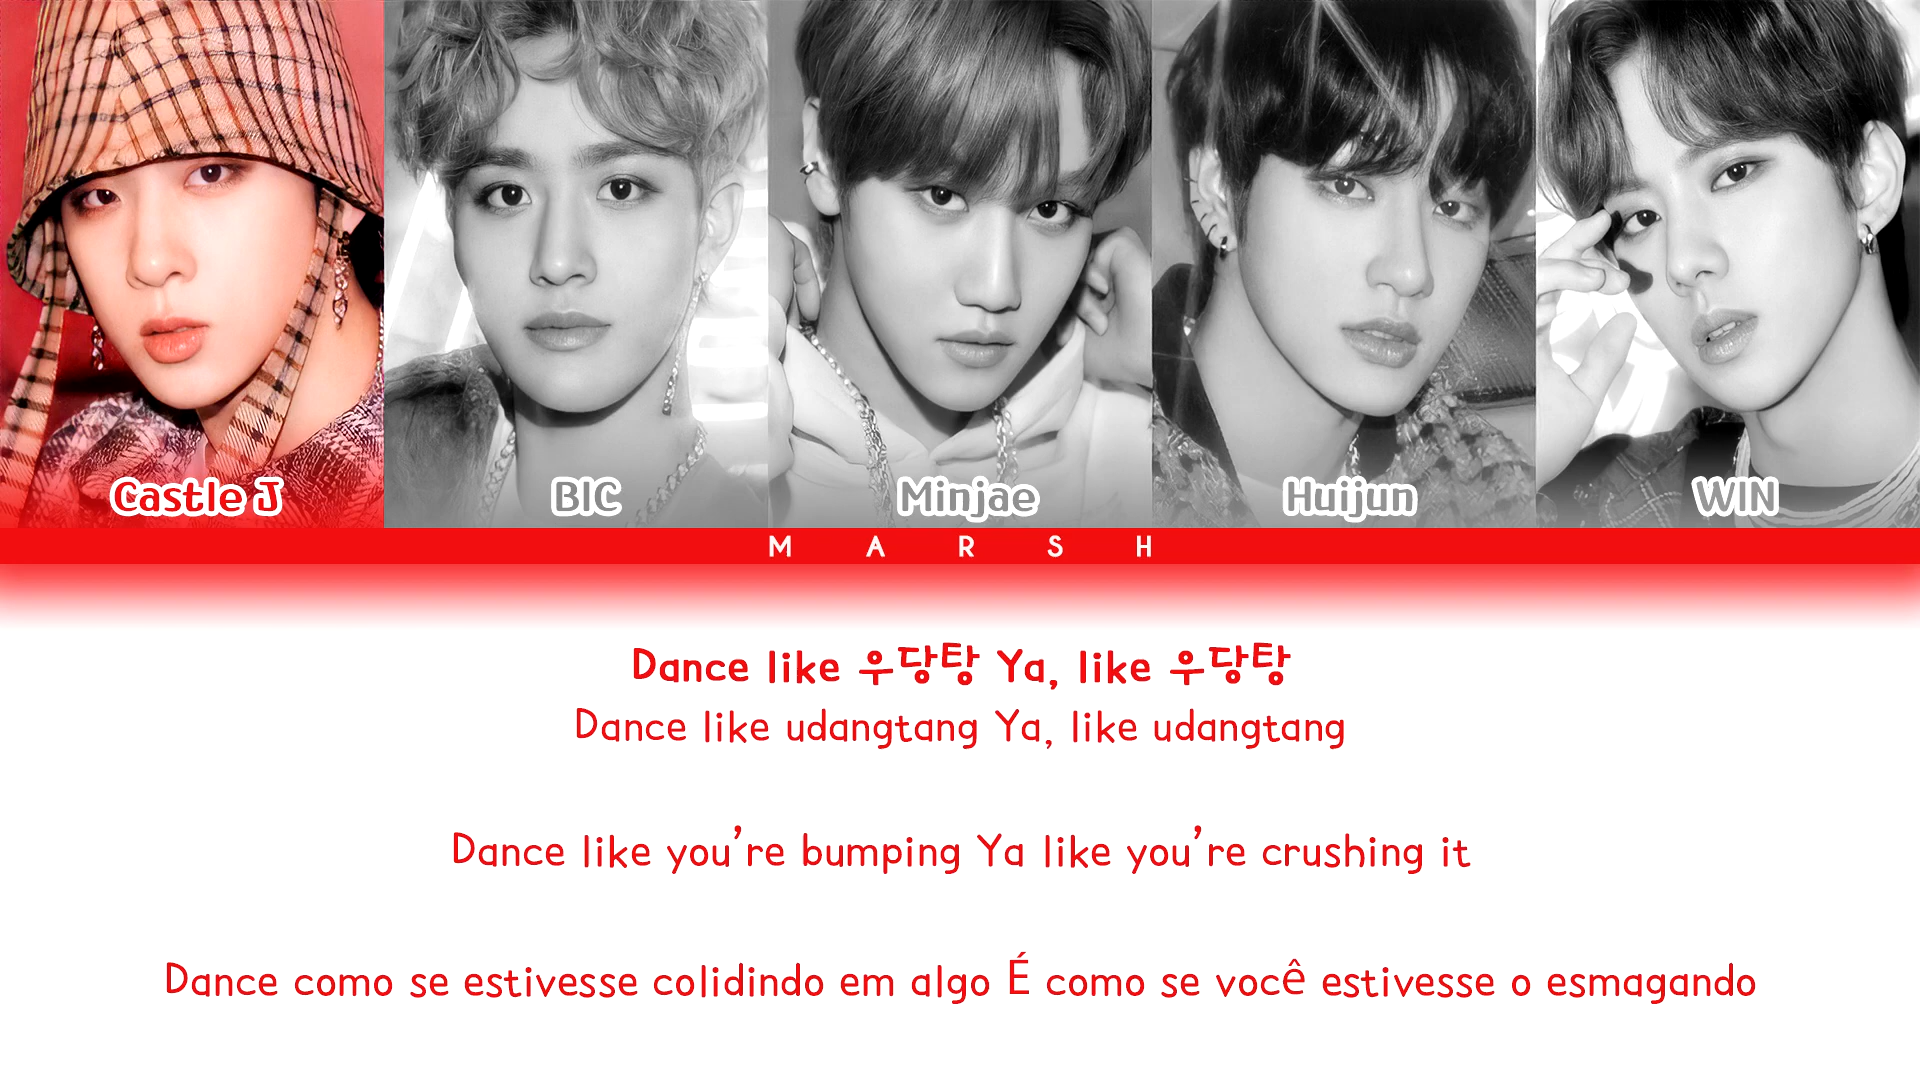 Castle J
BIC
Minjae
Huijun
WIN
MARSH
Dance like 우당탕 Ya, like 우당탕
Dance like udangtang Ya, like udangtang
Dance like you’re bumping Ya like you’re crushing it
Dance como se estivesse colidindo em algo É como se você estivesse o esmagando